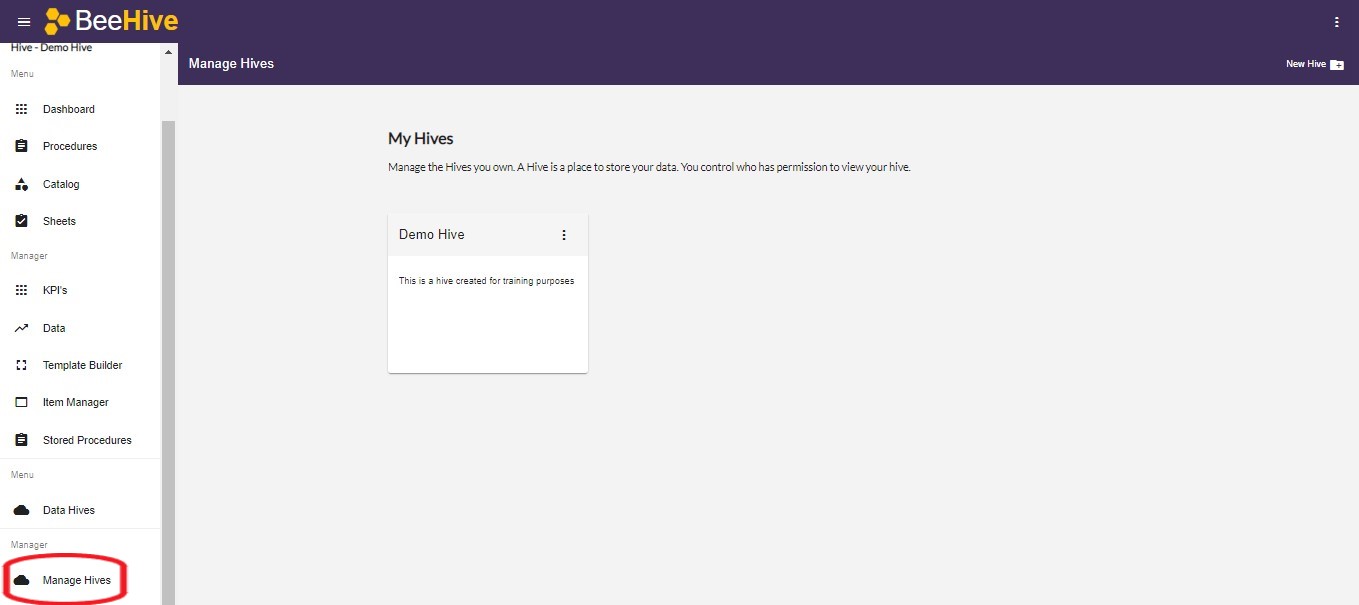 BeeHive
Hive - Demo Hive
Menu
Dashboard
Procedures
Catalog
Sheets
Manager
KPI's
Data
Template Builder
Item Manager
Stored Procedures
Menu
Data Hives
Manager
Manage Hives
Manage Hives
New Hive
My Hives
Manage the Hives you own. A Hive is a place to store your data. You control who has permission to view your hive.
Demo Hive
This is a hive created for training purposes